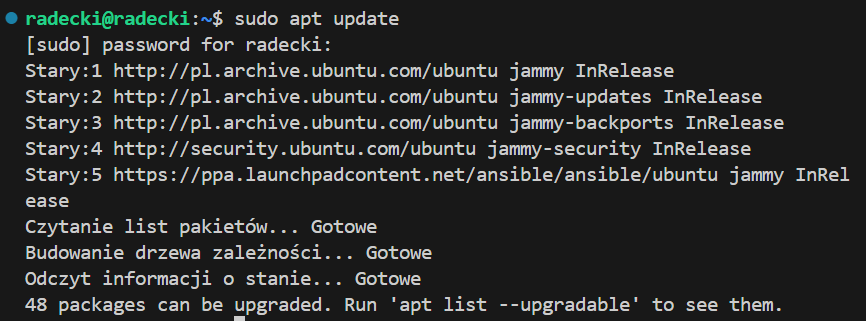 radecki@radecki:~$ sudo apt update
[sudo] password for radecki:
Stary:1 http://pl.archive.ubuntu.com/ubuntu jammy InRelease
Stary:2 http://pl.archive.ubuntu.com/ubuntu jammy-updates InRelease
Stary:3 http://pl.archive.ubuntu.com/ubuntu jammy-backports InRelease
Stary:4 http://security.ubuntu.com/ubuntu jammy-security InRelease
Stary:5 https://ppa.launchpadcontent.net/ansible/ansible/ubuntu jammy InRel
ease
Czytanie list pakietów... Gotowe
Budowanie drzewa zależności... Gotowe
Odczyt informacji o stanie... Gotowe
48 packages can be upgraded. Run 'apt list --upgradable' to see them.